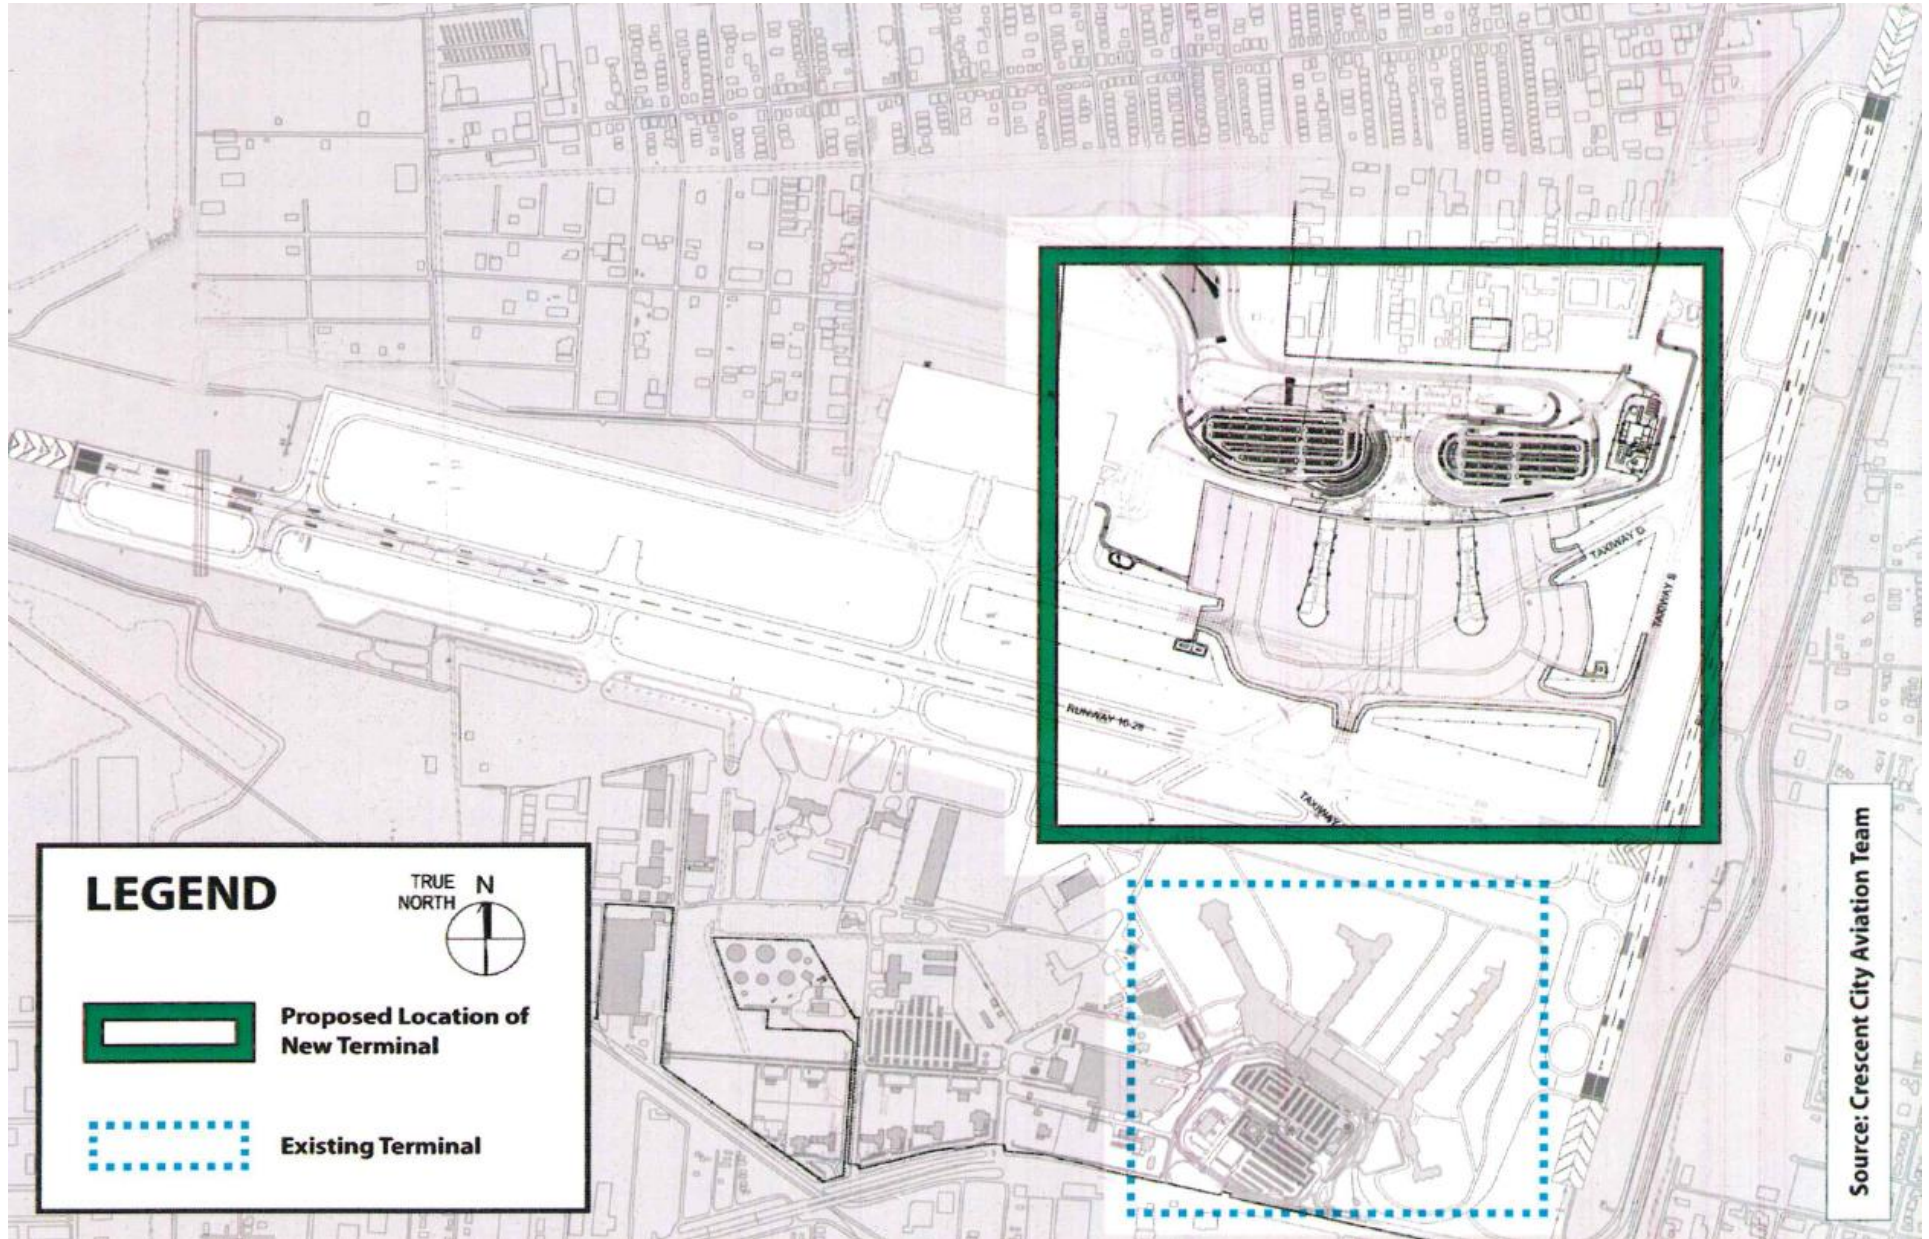 TAXIWAY D
TAXIWAY S
RUNWAY 10-28
TAXIWAY
LEGEND
TRUE
NORTH
N
Proposed Location of
New Terminal
Existing Terminal
Source: Crescent City Aviation Team